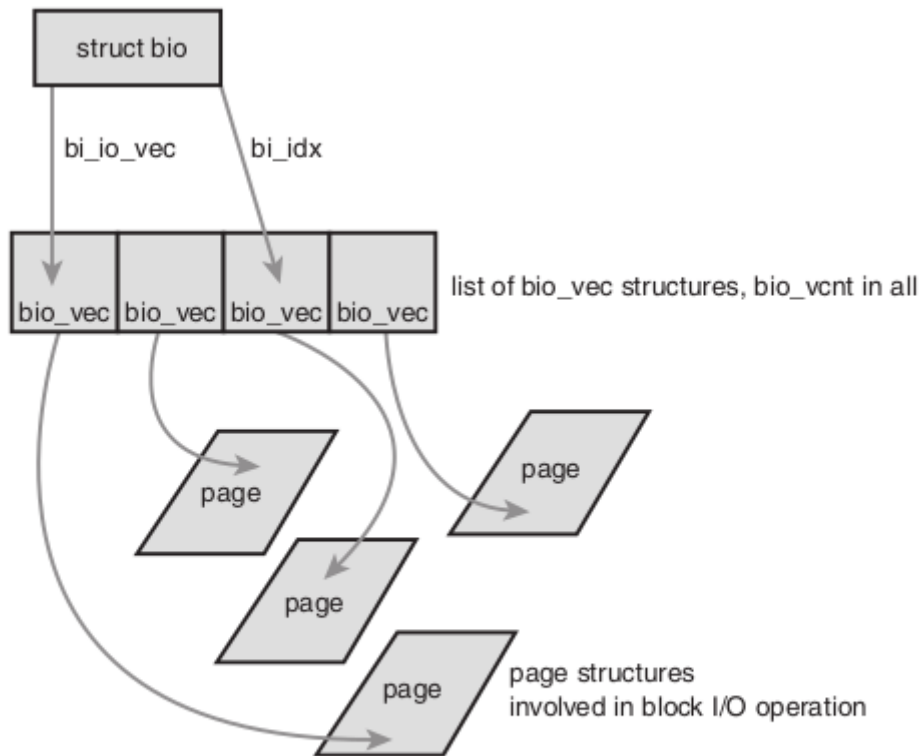 struct bio
bi_io_vec
bi_idx
bio_vec
bio_vec
bio_vec
bio_vec
list of bio_vec structures, bio_vcnt in all
page
page
page
page
page structures
involved in block I/O operation